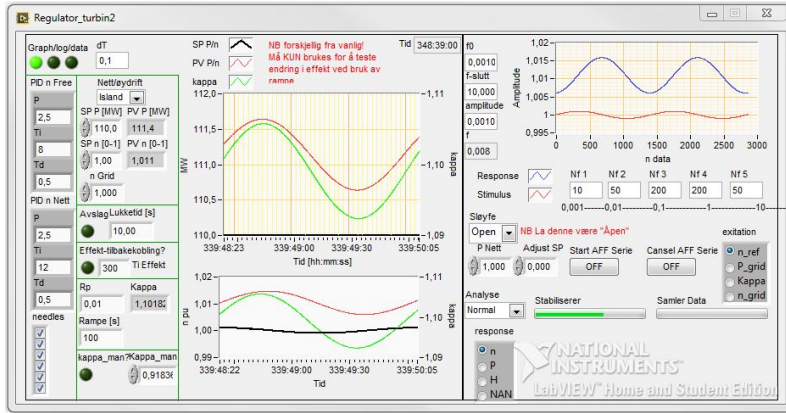 Regulator_turbin2
Graph/log/data
dT
0,1
PID n Free
P
2,5
Ti
8
Td
0,5
PID n Nett
P
2,5
Ti
12
Td
0,5
needles
Nett/øydrift
Island
SP P [MW] PV P [MW]
110,0 111,4
SP n [0-1] PV n [0-1]
1,00 1,011
n Grid
1,000
Avslag Lukketid [s]
10,00
Effekt-tilbakekobling?
300 Ti Effekt
Rp Kappa
0,01 1,1018
Rampe [s]
100
kappa_man? Kappa_man
0,9183
SP P/n
PV P/n
kappa
NB forskjellig fra vanlig!
Må KUN brukes for å teste
endring i effekt ved bruk av
rampe
Tid 348:39:00
112,0
111,5
111,0
110,5
110,0
MW
1,11
1,10
1,09
kappa
339:48:23 339:49:00 339:49:30 339:50:05
Tid [hh:mm:ss]
1,02
1,01
1,00
0,99
n pu
1,11
1,10
1,09
kappa
339:48:22 339:49:00 339:49:30 339:50:05
Tid
f0
0,0010
f-slutt
10,000
amplitude
0,0010
f
0,008
Amplitude
1,02
1,015
1,01
1,005
1
0,995
0 500 1000 1500 2000 2500 3000
n data
Response
Stimulus
Nf 1 Nf 2 Nf 3 Nf 4 Nf 5
10 50 200 200 50
0,001-----0,01------0,1------1------10---
Sløyfe
Open NB La denne være "Åpen"
P Nett Adjust SP Start AFF Serie Cansel AFF Serie
1,000 0,000 OFF OFF
exitation
n_ref
P_grid
Kappa
n_grid
Analyse
Normal
Stabiliserer
Samler Data
response
n
P
H
NAN
NATIONAL
INSTRUMENTS™
LabVIEW™ Home and Student Edition